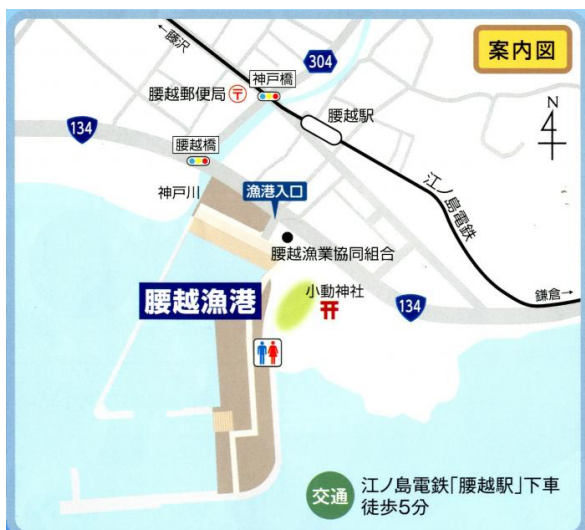 案内図
←藤沢
304
神戸橋
腰越郵便局
腰越駅
N
134
腰越橋
神戸川
漁港入口
江ノ島電鉄
腰越漁業協同組合
腰越漁港
小動神社
鎌倉→
134
交通
江ノ島電鉄「腰越駅」下車
徒歩5分